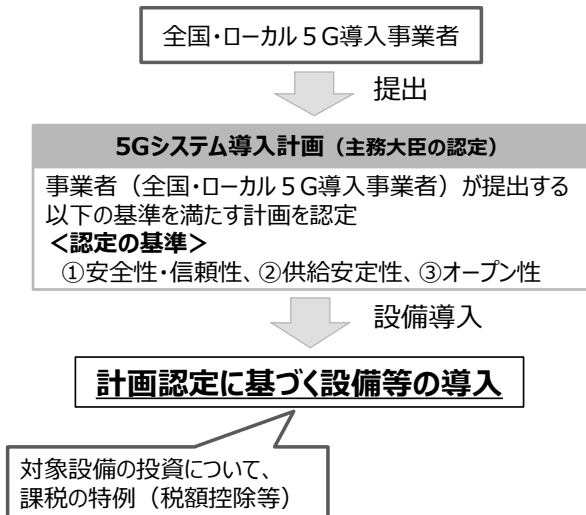 全国・ローカル５Ｇ導入事業者
提出
5Gシステム導入計画（主務大臣の認定）
事業者（全国・ローカル５Ｇ導入事業者）が提出する
以下の基準を満たす計画を認定
＜認定の基準＞
①安全性・信頼性、②供給安定性、③オープン性
設備導入
計画認定に基づく設備等の導入
対象設備の投資について、
課税の特例（税額控除等）